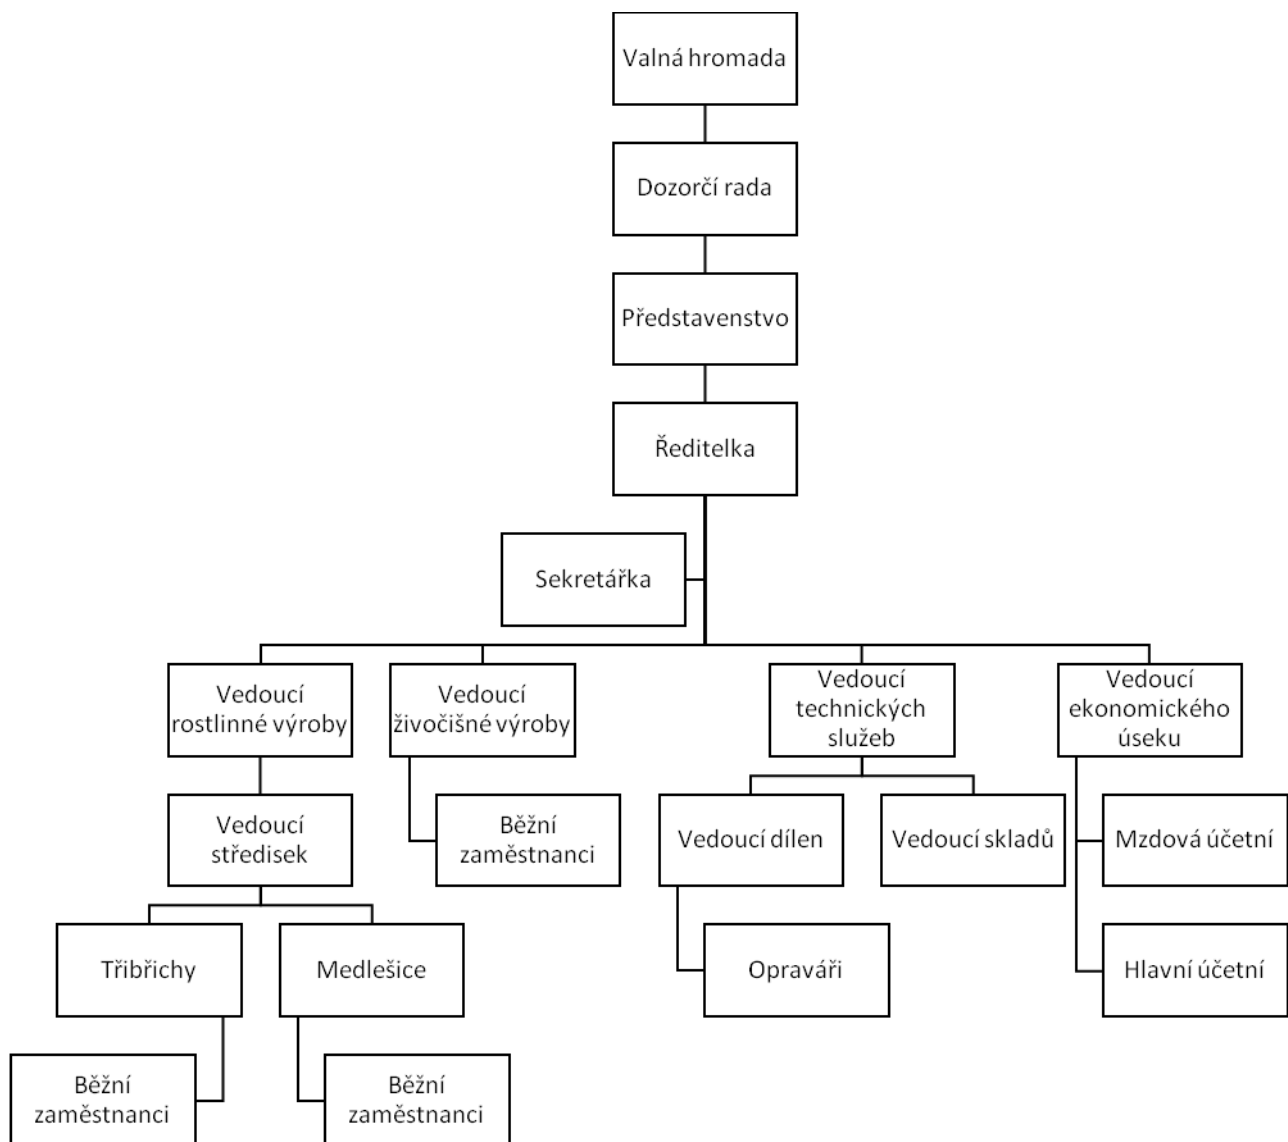 Valná hromada
Dozorčí rada
Představenstvo
Ředitelka
Sekretářka
Vedoucí
rostlinné výroby
Vedoucí
živočišné výroby
Vedoucí
technických
služeb
Vedoucí
ekonomického
úseku
Vedoucí
středisek
Běžní
zaměstnanci
Vedoucí dílen
Vedoucí skladů
Mzdová účetní
Třibřichy
Medlešice
Opraváři
Hlavní účetní
Běžní
zaměstnanci
Běžní
zaměstnanci